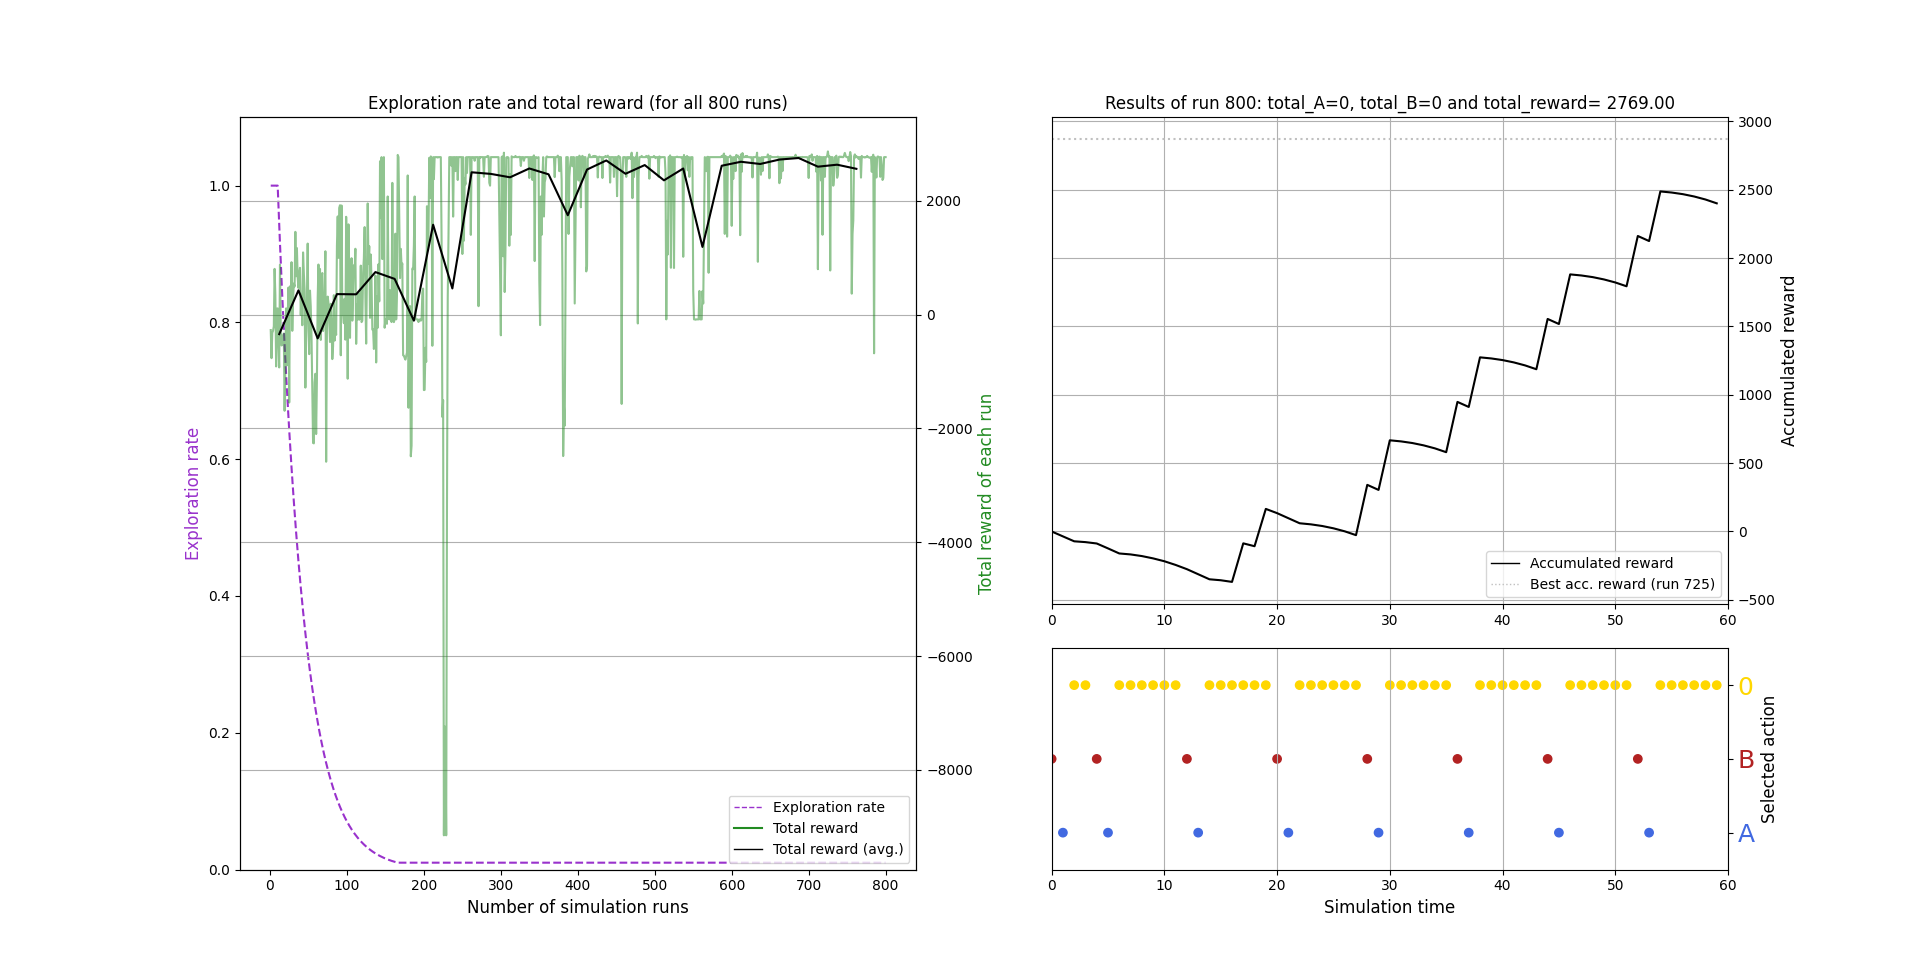 Exploration rate and total reward (for all 800 runs)
Exploration rate
1.0
0.8
0.6
0.4
0.2
0.0
0 100 200 300 400 500 600 700 800
Number of simulation runs
2000
0
−2000
−4000
−6000
−8000
Total reward of each run
Exploration rate
Total reward
Total reward (avg.)
Results of run 800: total_A=0, total_B=0 and total_reward= 2769.00
3000
2500
2000
1500
1000
500
0
−500
Accumulated reward
Accumulated reward
Best acc. reward (run 725)
0 10 20 30 40 50 60
0
B
A
Selected action
0 10 20 30 40 50 60
Simulation time